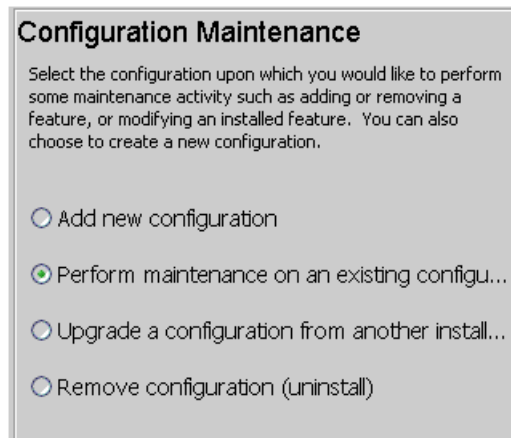 Configuration Maintenance
Select the configuration upon which you would like to perform
some maintenance activity such as adding or removing a
feature, or modifying an installed feature.  You can also
choose to create a new configuration.
Add new configuration
Perform maintenance on an existing configu...
Upgrade a configuration from another install...
Remove configuration (uninstall)